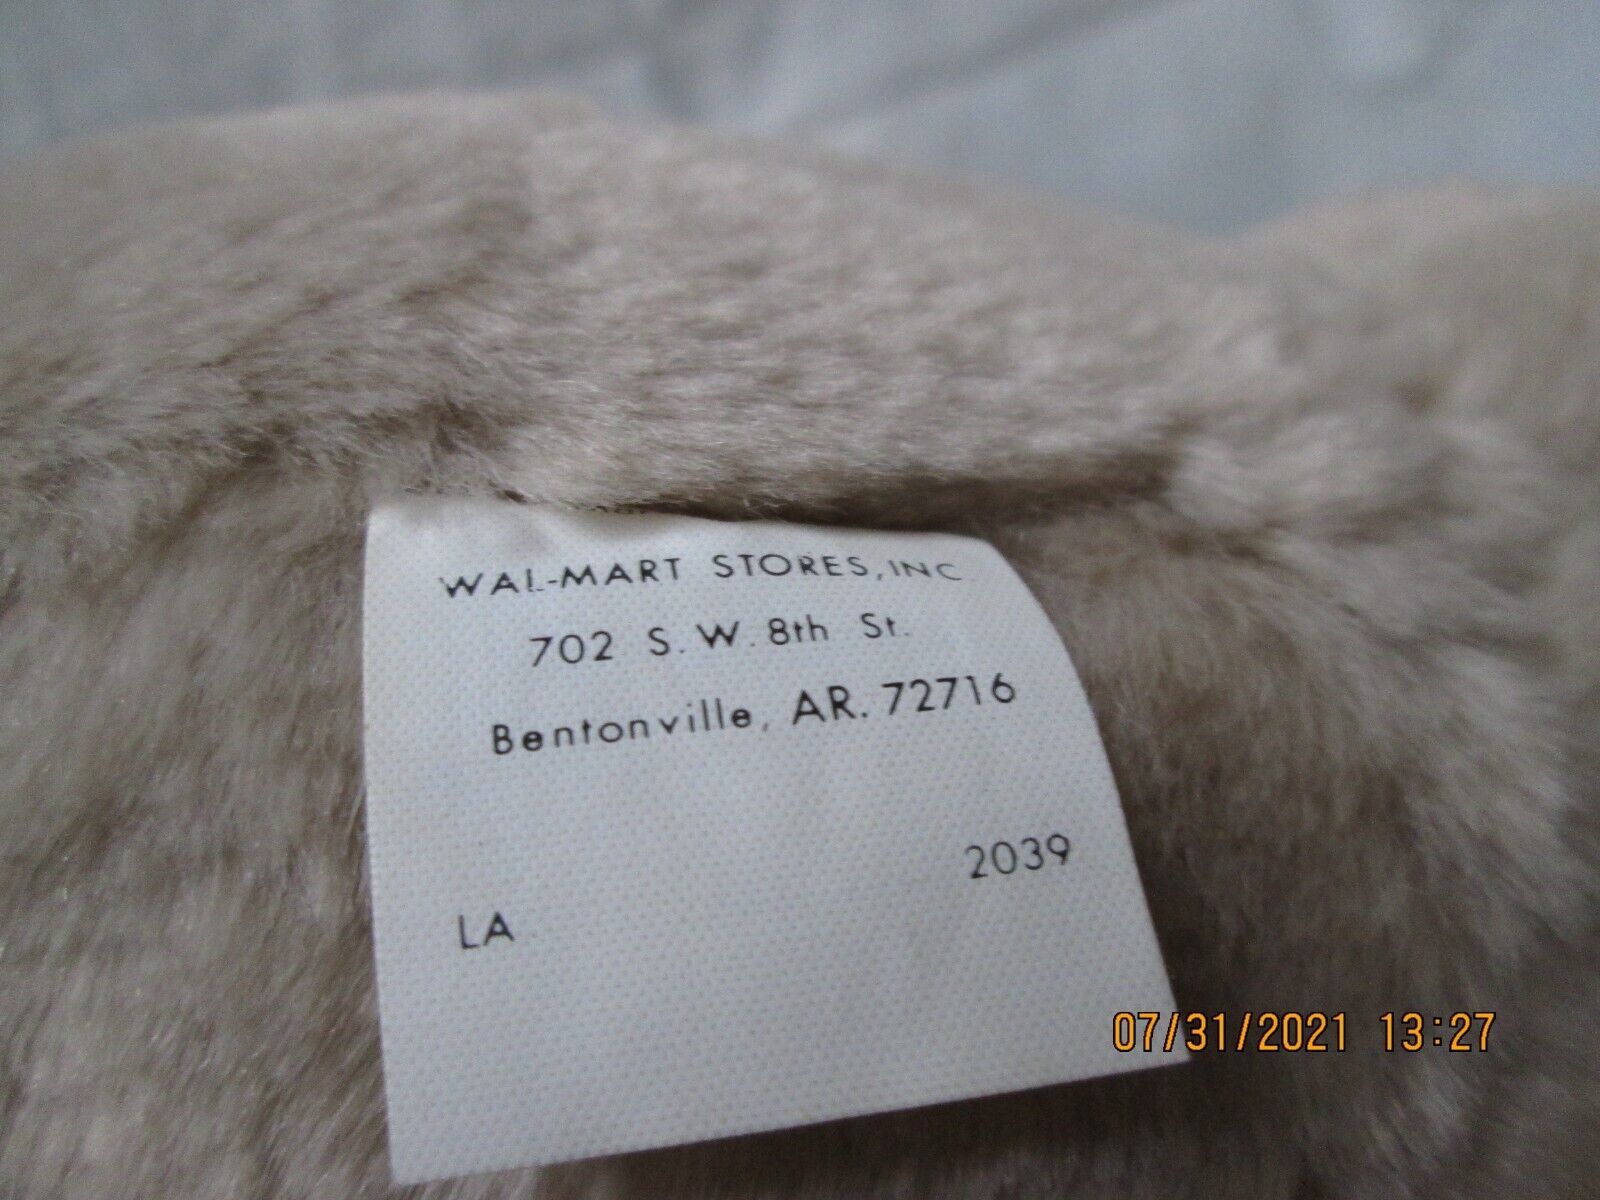 WAL-MART STORES, INC
702 S. W. 8th St.
Bentonville, AR. 72716
2039
LA
07/31/2021 13:27